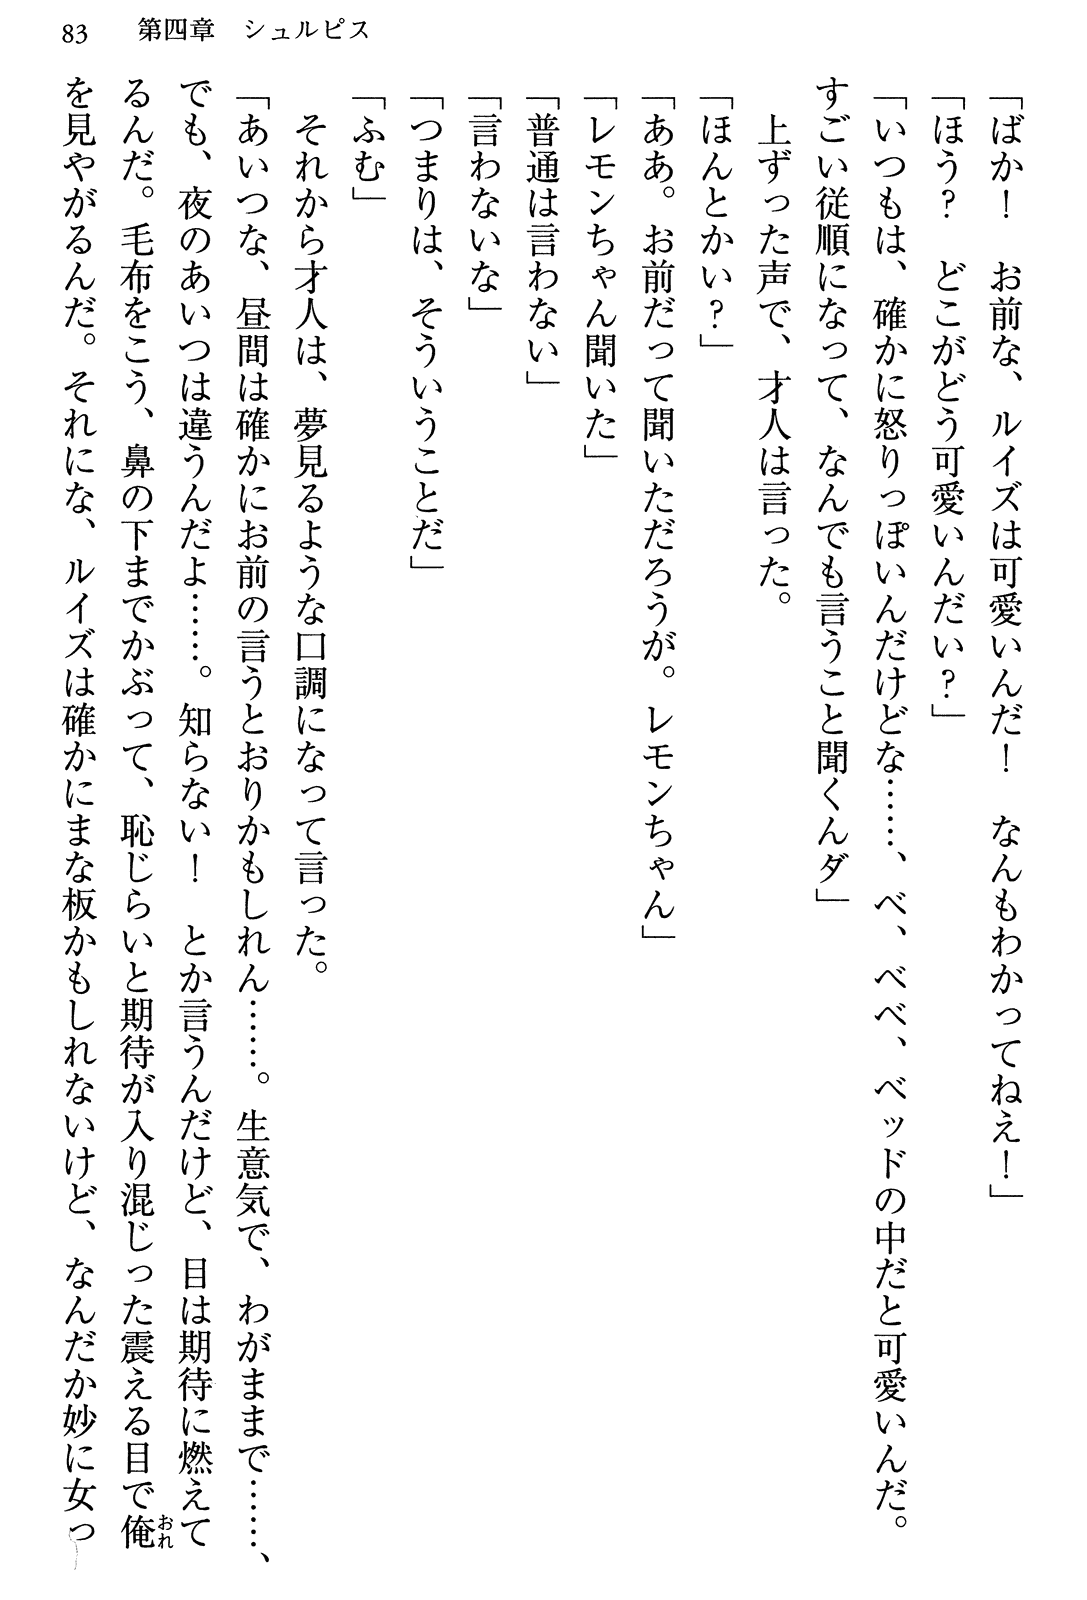 83　第四章　シュルピス
「ばか！　お前な、ルイズは可愛いんだ！　なんもわかってねえ！」
「ほう？　どこがどう可愛いんだい？」
「いつもは、確かに怒りっぽいんだけどな……、べ、べべ、ベッドの中だと可愛いんだ。
すごい従順になって、なんでも言うこと聞くんダ」
　上ずった声で、才人は言った。
「ほんとかい？」
「ああ。お前だって聞いただろうが。レモンちゃん」
「レモンちゃん聞いた」
「普通は言わない」
「言わないな」
「つまりは、そういうことだ」
「ふむ」
　それから才人は、夢見るような口調になって言った。
「あいつな、昼間は確かにお前の言うとおりかもしれん……。生意気で、わがままで……、
でも、夜のあいつは違うんだよ……。知らない！　とか言うんだけど、目は期待に燃えて
るんだ。毛布をこう、鼻の下までかぶって、恥じらいと期待が入り混じった震える目で俺おれ
を見やがるんだ。それにな、ルイズは確かにまな板かもしれないけど、なんだか妙に女っ